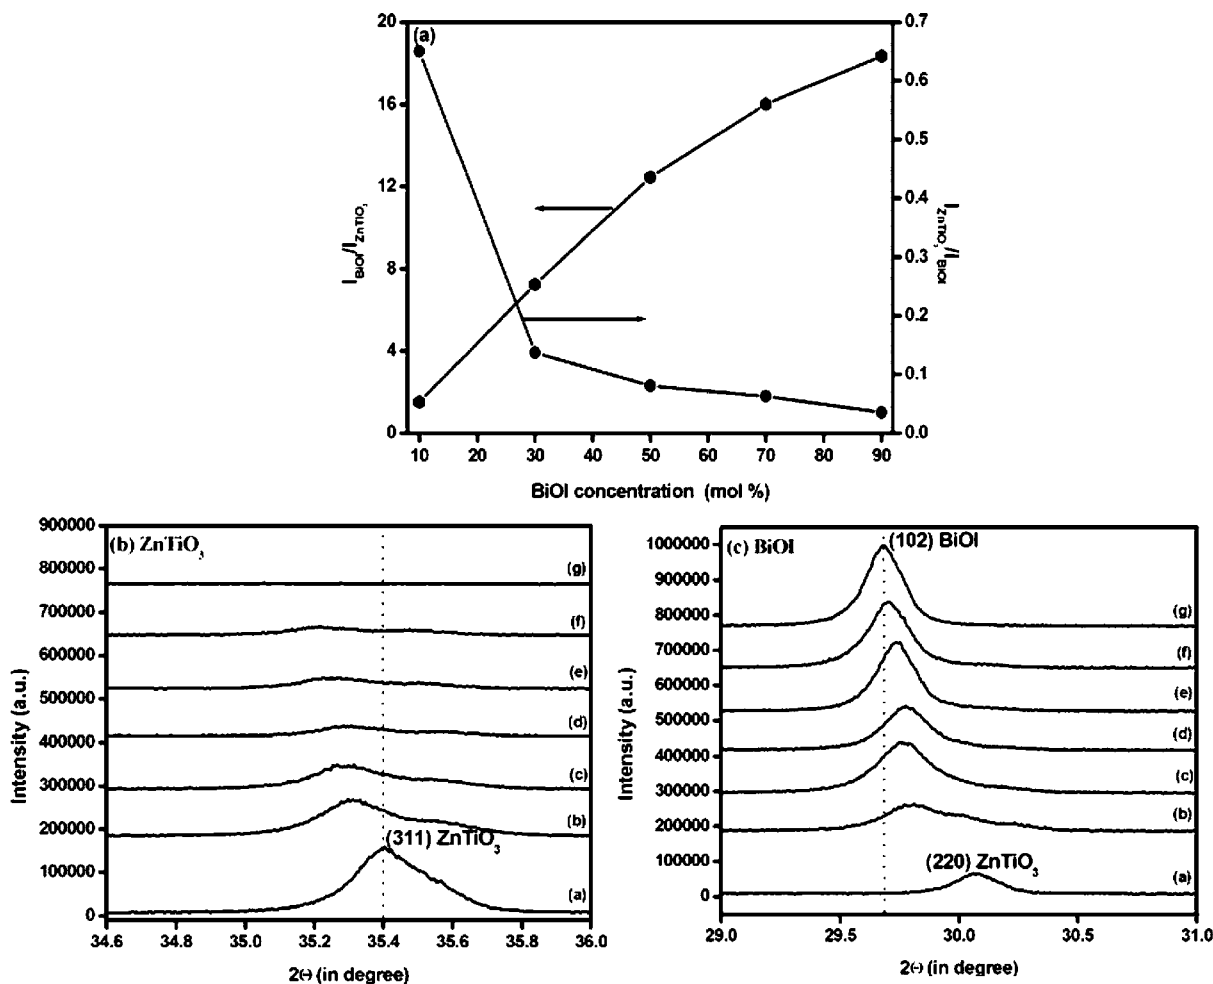 (a)
20
16
12
8
4
0
I_BiOI/I_ZnTiO₃
0.7
0.6
0.5
0.4
0.3
0.2
0.1
0.0
I_ZnTiO₃/I_BiOI
10 20 30 40 50 60 70 80 90
BiOI concentration (mol %)
(b) ZnTiO₃
900000
800000
700000
600000
500000
400000
300000
200000
100000
0
Intensity (a.u.)
(g)
(f)
(e)
(d)
(c)
(b)
(311) ZnTiO₃
(a)
34.6 34.8 35.0 35.2 35.4 35.6 35.8 36.0
2Θ (in degree)
(c) BiOI
(102) BiOI
1000000
900000
800000
700000
600000
500000
400000
300000
200000
100000
0
Intensity (a.u.)
(g)
(f)
(e)
(d)
(c)
(b)
(220) ZnTiO₃
(a)
29.0 29.5 30.0 30.5 31.0
2Θ (in degree)